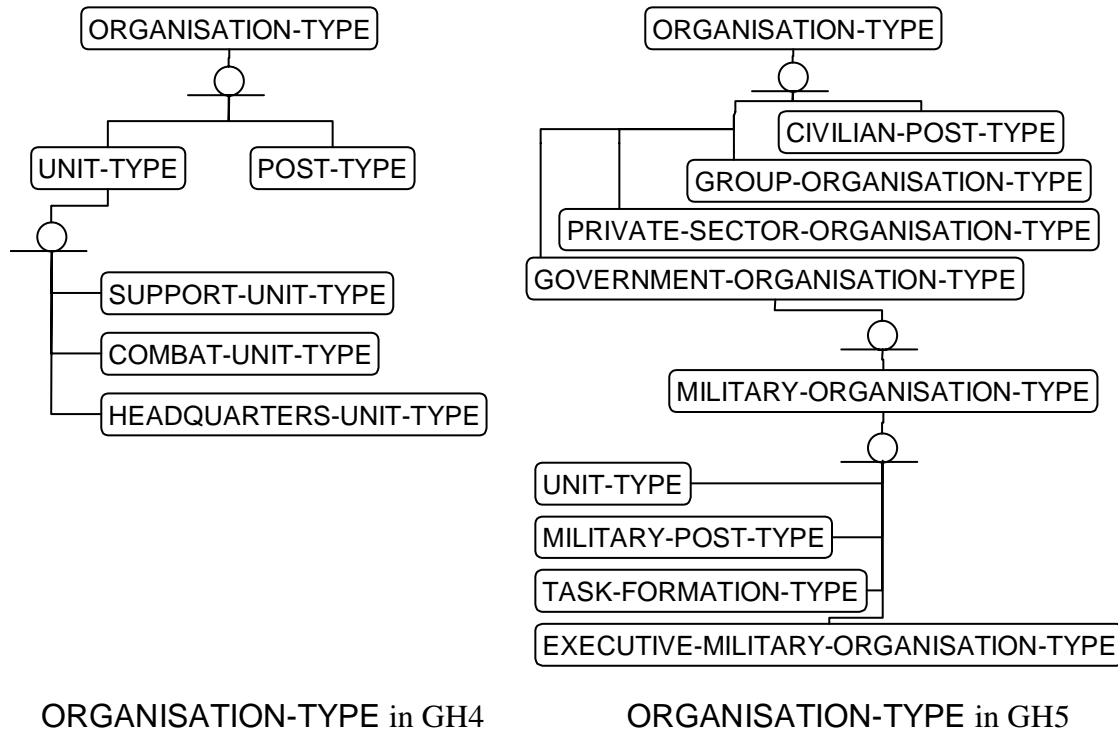 ORGANISATION-TYPE
UNIT-TYPE
POST-TYPE
SUPPORT-UNIT-TYPE
COMBAT-UNIT-TYPE
HEADQUARTERS-UNIT-TYPE
ORGANISATION-TYPE in GH4
ORGANISATION-TYPE
CIVILIAN-POST-TYPE
GROUP-ORGANISATION-TYPE
PRIVATE-SECTOR-ORGANISATION-TYPE
GOVERNMENT-ORGANISATION-TYPE
MILITARY-ORGANISATION-TYPE
UNIT-TYPE
MILITARY-POST-TYPE
TASK-FORMATION-TYPE
EXECUTIVE-MILITARY-ORGANISATION-TYPE
ORGANISATION-TYPE in GH5